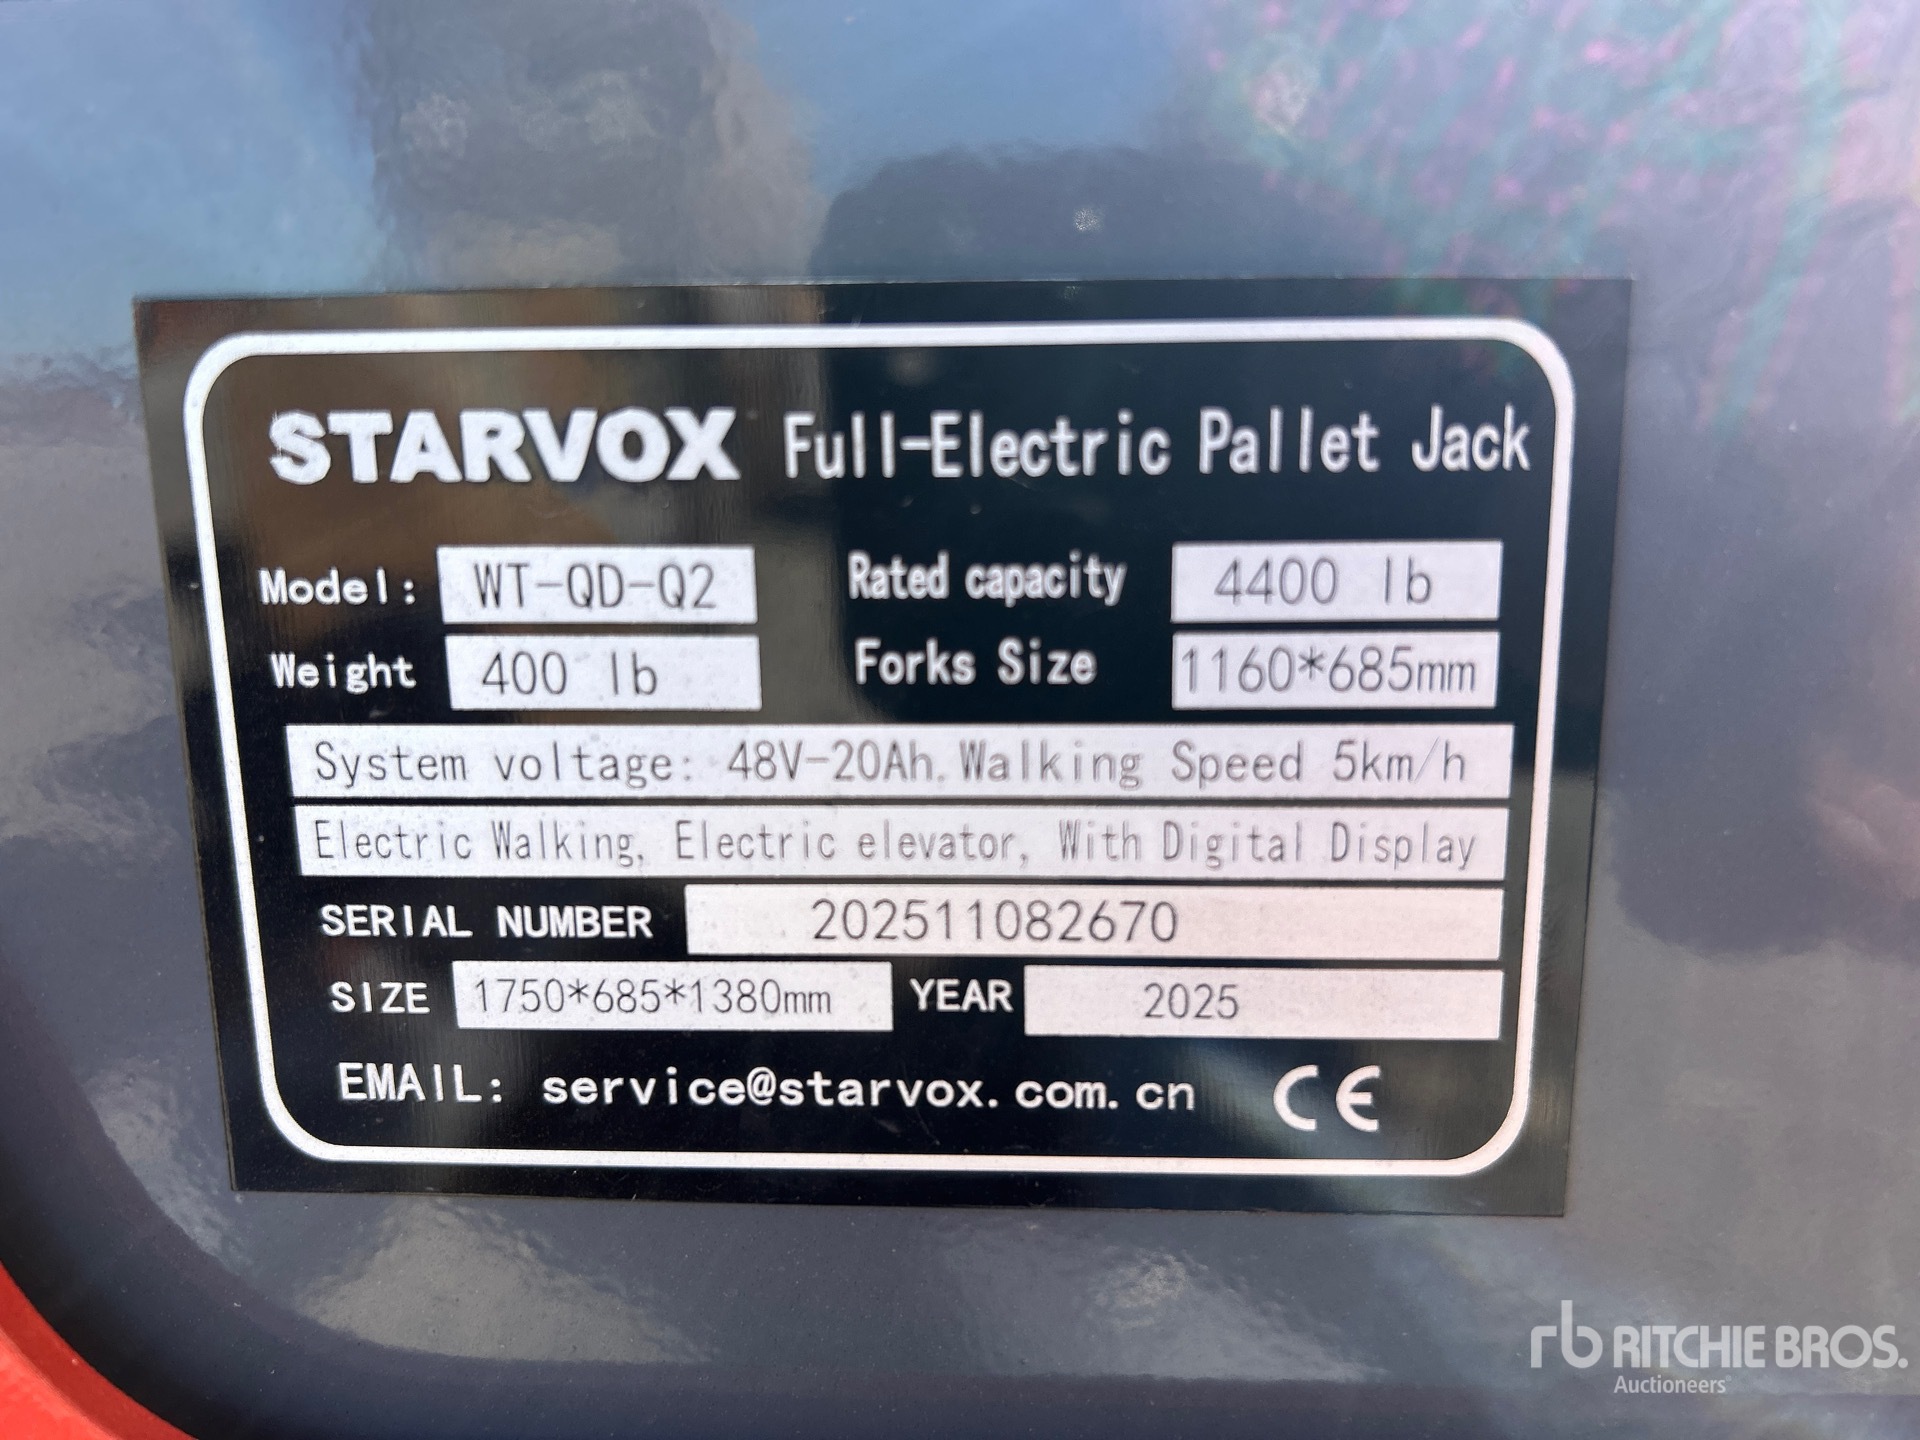 STARVOX Full-Electric Pallet Jack
Model: WT-QD-Q2 Rated capacity 4400 lb
Weight 400 lb Forks Size 1160*685mm
System voltage: 48V-20Ah. Walking Speed 5km/h
Electric Walking, Electric elevator, With Digital Display
SERIAL NUMBER 202511082670
SIZE 1750*685*1380mm YEAR 2025
EMAIL: service@starvox.com.cn CE
rb RITCHIE BROS.
Auctioneers